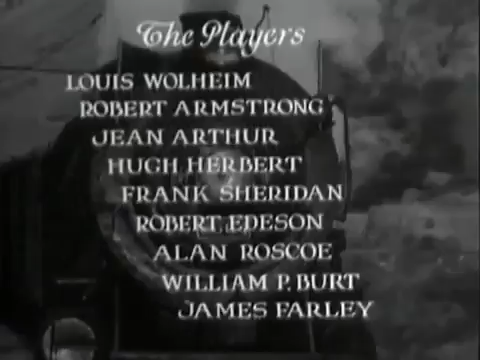 The Players
LOUIS WOLHEIM
ROBERT ARMSTRONG
JEAN ARTHUR
HUGH HERBERT
FRANK SHERIDAN
ROBERT EDESON
ALAN ROSCOE
WILLIAM P. BURT
JAMES FARLEY